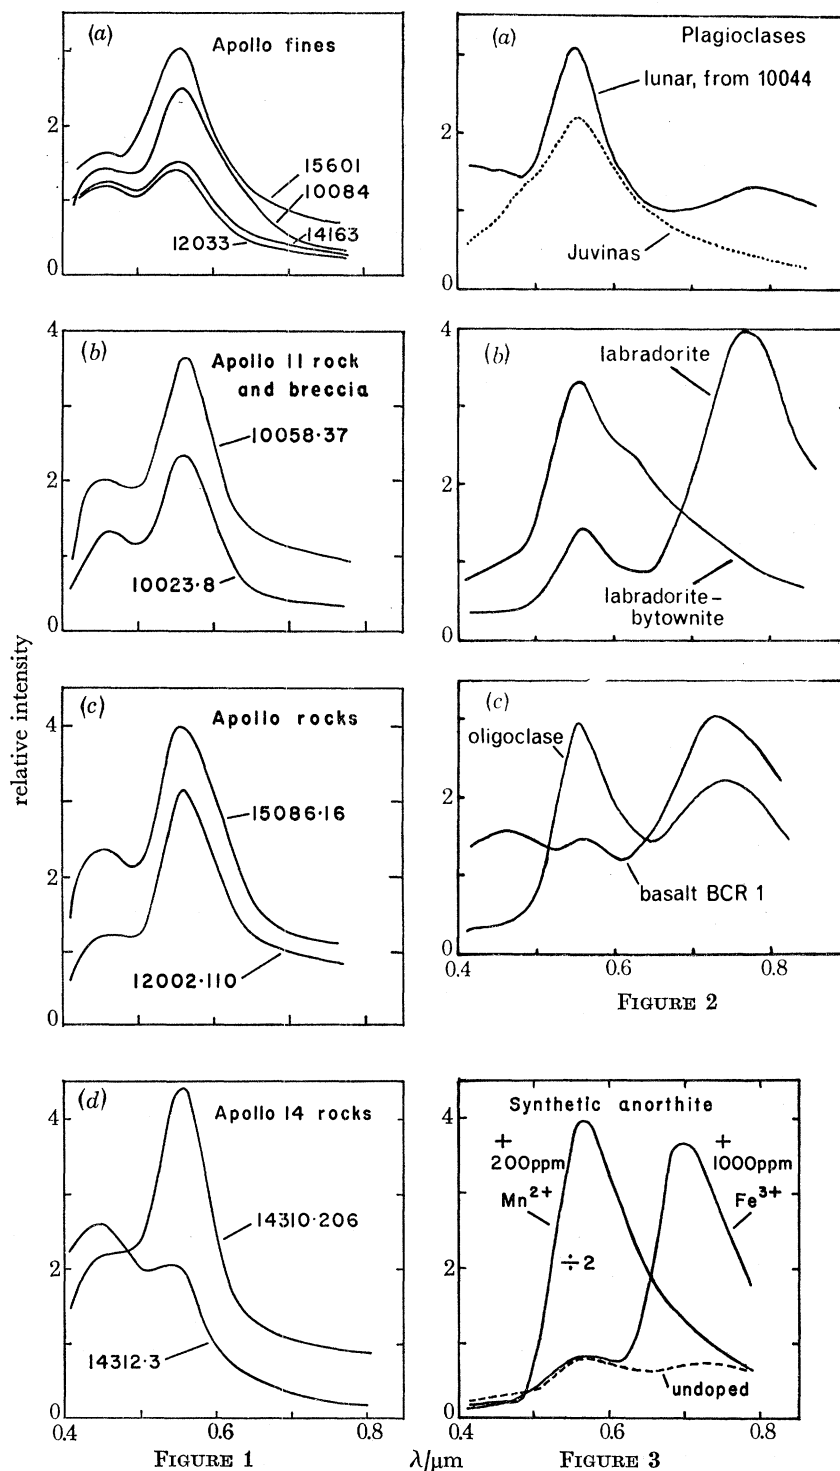 relative intensity
(a) Apollo fines
2
15601
10084
14163
12033
0
4
(b) Apollo 11 rock
and breccia
10058·37
2
10023·8
0
(c) Apollo rocks
4
15086·16
2
12002·110
0
(d) Apollo 14 rocks
4
14310·206
2
14312·3
0
0.4 0.6 0.8
FIGURE 1
(a) Plagioclases
lunar, from 10044
2
Juvinas
0
4
(b) labradorite
2
labradorite–
bytownite
0
(c)
oligoclase
2
basalt BCR 1
0
0.4 0.6 0.8
FIGURE 2
Synthetic anorthite
4
+
200ppm
Mn2+
+
1000ppm
Fe3+
÷2
2
undoped
0
0.4 0.6 0.8
λ/μm
FIGURE 3